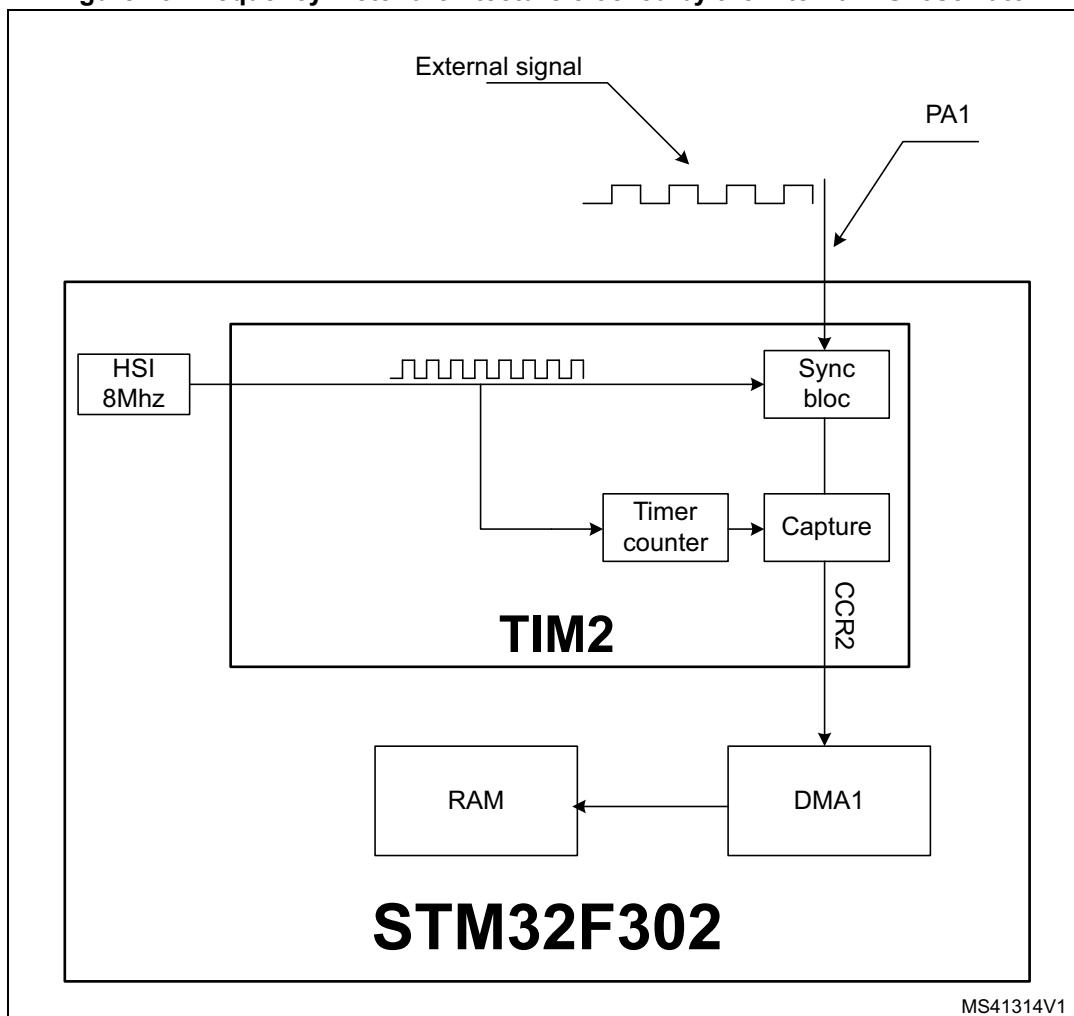 External signal
PA1
HSI
8Mhz
Sync
bloc
Timer
counter
Capture
CCR2
TIM2
RAM
DMA1
STM32F302
MS41314V1